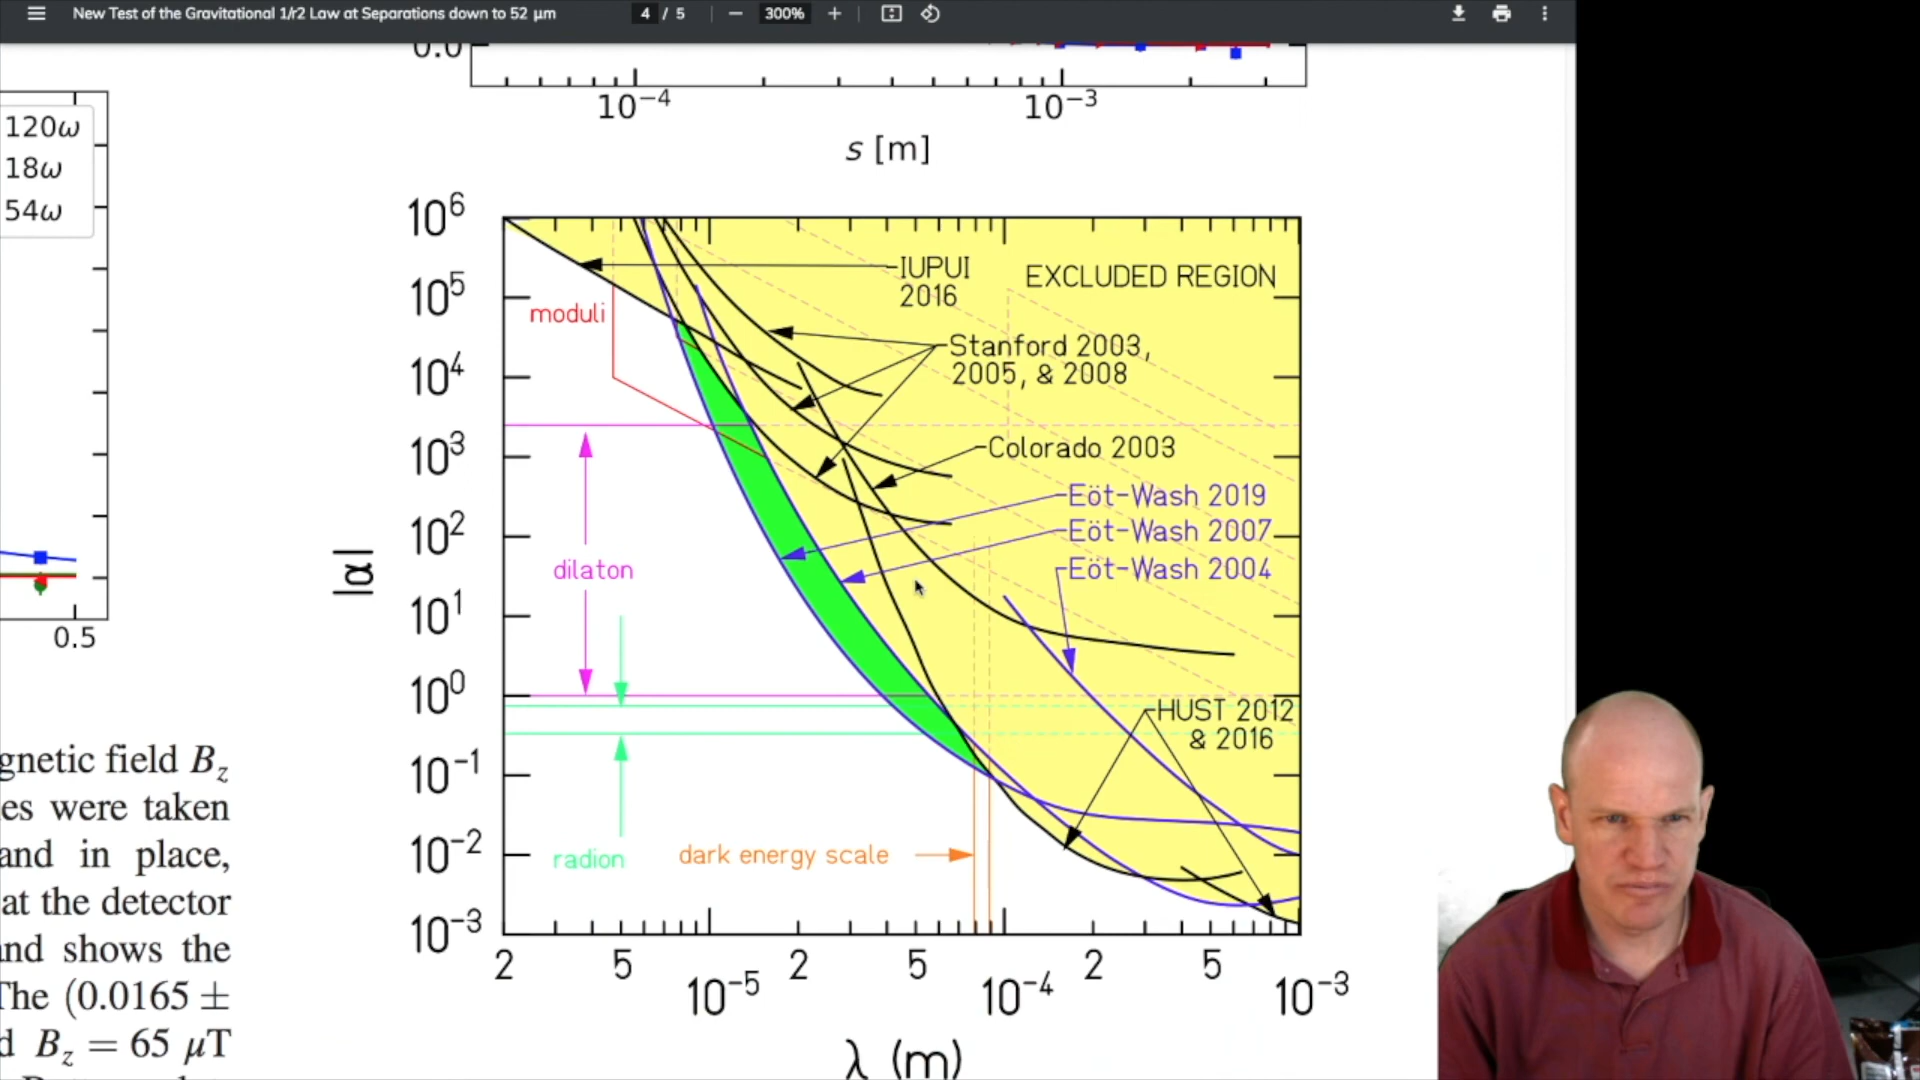 New Test of the Gravitational 1/r2 Law at Separations down to 52 μm
4 / 5
300%
0.0
10⁻⁴
10⁻³
s [m]
120ω
18ω
54ω
0.5
10⁶
10⁵
10⁴
10³
10²
10¹
10⁰
10⁻¹
10⁻²
10⁻³
|α|
IUPUI
2016
EXCLUDED REGION
moduli
Stanford 2003,
2005, & 2008
Colorado 2003
Eöt-Wash 2019
Eöt-Wash 2007
Eöt-Wash 2004
dilaton
HUST 2012
& 2016
radion
dark energy scale
2
5
10⁻⁵
2
5
10⁻⁴
2
5
10⁻³
λ (m)
gnetic field B_z
es were taken
and in place,
at the detector
and shows the
The (0.0165 ±
d B_z = 65 μT